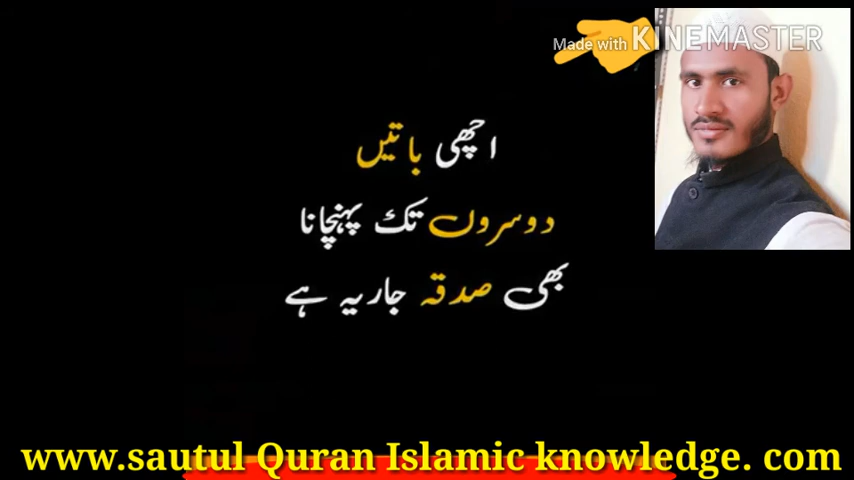 Made with KINEMASTER
اچھی باتیں
دوسروں تک پہنچانا
بھی صدقہ جاریہ ہے
www.sautul Quran Islamic knowledge. com